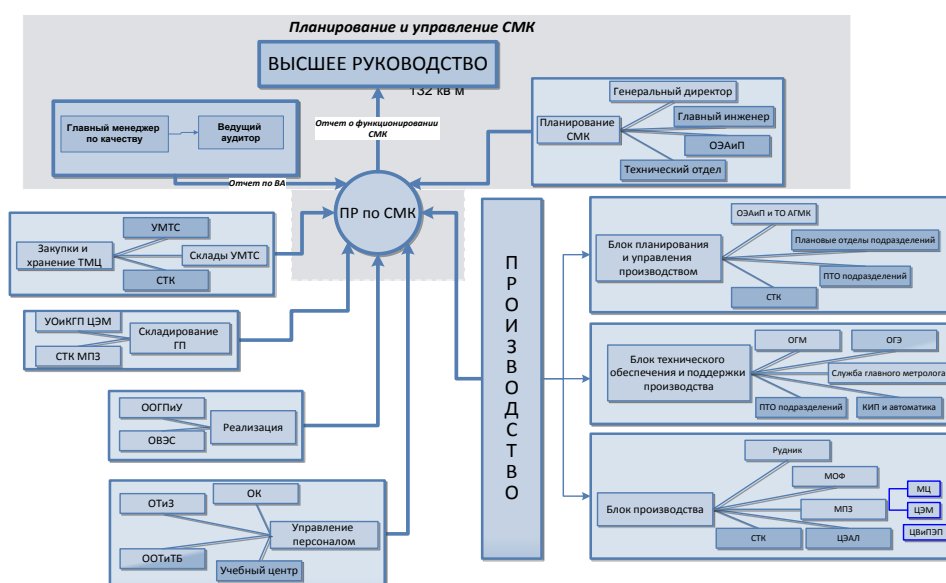 Планирование и управление СМК
ВЫСШЕЕ РУКОВОДСТВО
132 кв м
Главный менеджер
по качеству
Ведущий
аудитор
Отчет о функционировании
СМК
Отчет по ВА
Генеральный директор
Главный инженер
Планирование
СМК
ОЭАиП
Технический отдел
ПР по СМК
УМТС
Закупки и
хранение ТМЦ
Склады УМТС
СТК
УОиКГП ЦЭМ
Складирование
ГП
СТК МПЗ
ООГПиУ
Реализация
ОВЭС
ОТиЗ
ОК
Управление
персоналом
ООТиТБ
Учебный центр
П
Р
О
И
З
В
О
Д
С
Т
В
О
ОЭАиП и ТО АГМК
Блок планирования
и управления
производством
Плановые отделы подразделений
ПТО подразделений
СТК
ОГМ
ОГЭ
Блок технического
обеспечения и поддержки
производства
Служба главного метролога
ПТО подразделений
КИП и автоматика
Рудник
МОФ
Блок производства
МПЗ
МЦ
ЦЭМ
СТК
ЦЭАЛ
ЦВиПЭП